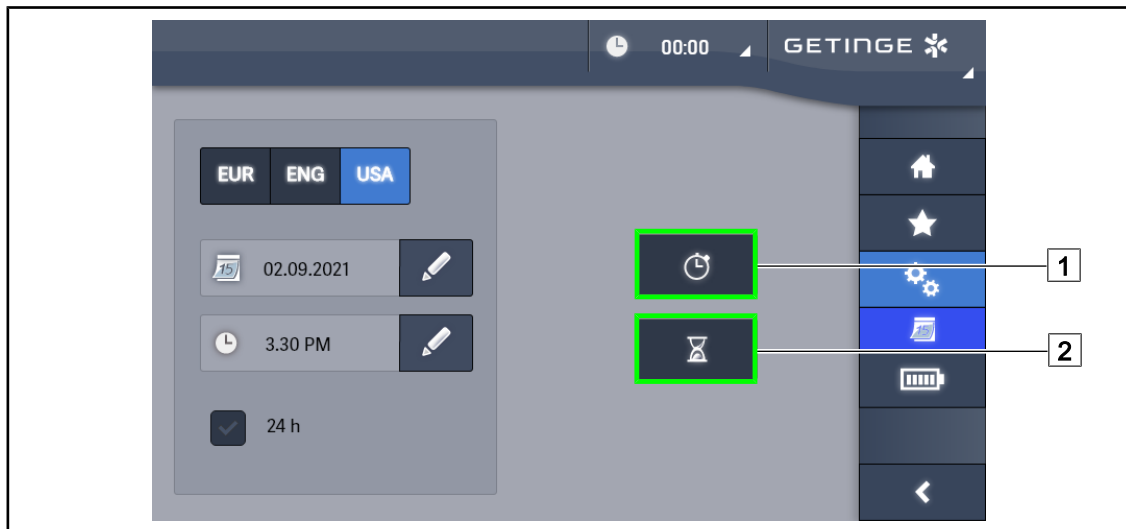 00:00 GETINGE
EUR ENG USA
15 02.09.2021
3.30 PM
24 h
1
15
2